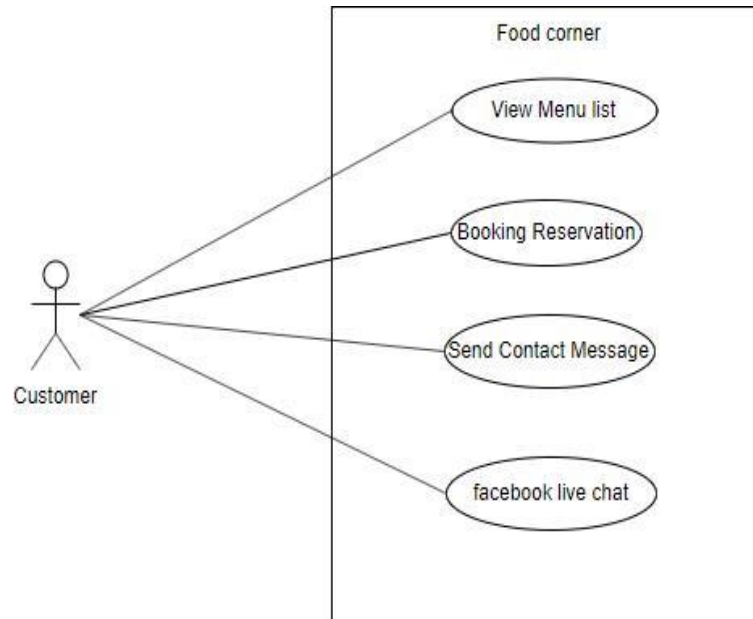 Food corner
View Menu list
Booking Reservation
Send Contact Message
Customer
facebook live chat